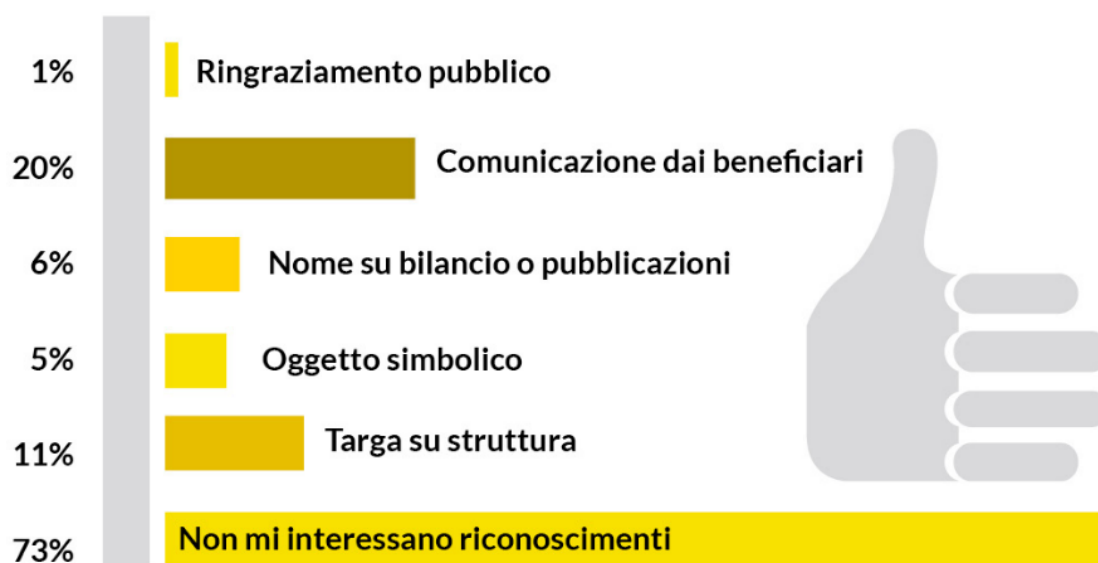 1% Ringraziamento pubblico
20% Comunicazione dai beneficiari
6% Nome su bilancio o pubblicazioni
5% Oggetto simbolico
11% Targa su struttura
73% Non mi interessano riconoscimenti